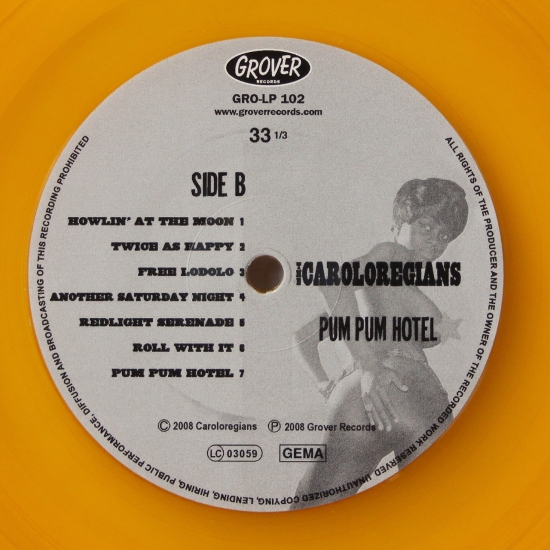 GROVER
RECORDS
GRO-LP 102
www.groverrecords.com
33 1/3
SIDE B
HOWLIN' AT THE MOON 1
TWICE AS HAPPY 2
FREE LODOLO 3
ANOTHER SATURDAY NIGHT 4
REDLIGHT SERENADE 5
ROLL WITH IT 6
PUM PUM HOTEL 7
THE CAROLOREGIANS
PUM PUM HOTEL
© 2008 Caroloregians ℗ 2008 Grover Records
LC 03059 GEMA
ALL RIGHTS OF THE PRODUCER AND THE OWNER OF THE RECORDED WORK RESERVED. UNAUTHORIZED COPYING, LENDING, HIRING, PUBLIC PERFORMANCE, DIFFUSION AND BROADCASTING OF THIS RECORDING PROHIBITED